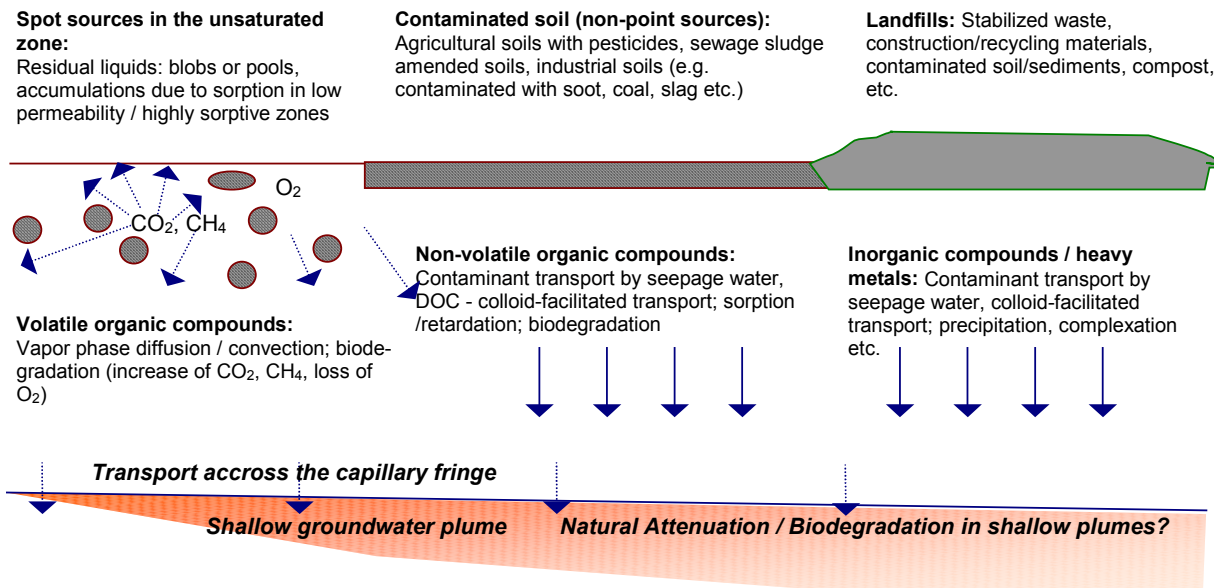 Spot sources in the unsaturated
zone:
Residual liquids: blobs or pools,
accumulations due to sorption in low
permeability / highly sorptive zones
Contaminated soil (non-point sources):
Agricultural soils with pesticides, sewage sludge
amended soils, industrial soils (e.g.
contaminated with soot, coal, slag etc.)
Landfills: Stabilized waste,
construction/recycling materials,
contaminated soil/sediments, compost,
etc.
O₂
CO₂, CH₄
Volatile organic compounds:
Vapor phase diffusion / convection; biode-
gradation (increase of CO₂, CH₄, loss of
O₂)
Non-volatile organic compounds:
Contaminant transport by seepage water,
DOC - colloid-facilitated transport; sorption
/retardation; biodegradation
Inorganic compounds / heavy
metals: Contaminant transport by
seepage water, colloid-facilitated
transport; precipitation, complexation
etc.
Transport accross the capillary fringe
Shallow groundwater plume
Natural Attenuation / Biodegradation in shallow plumes?